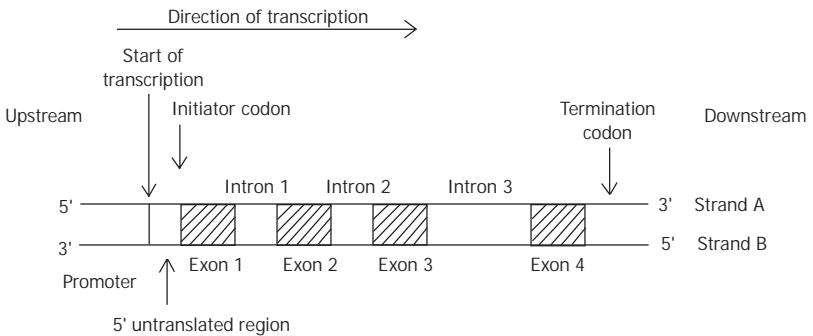 Direction of transcription
Start of
transcription
Upstream
Initiator codon
Termination
codon
Downstream
Intron 1
Intron 2
Intron 3
5'
3'
Strand A
3'
5'
Strand B
Promoter
Exon 1
Exon 2
Exon 3
Exon 4
5' untranslated region